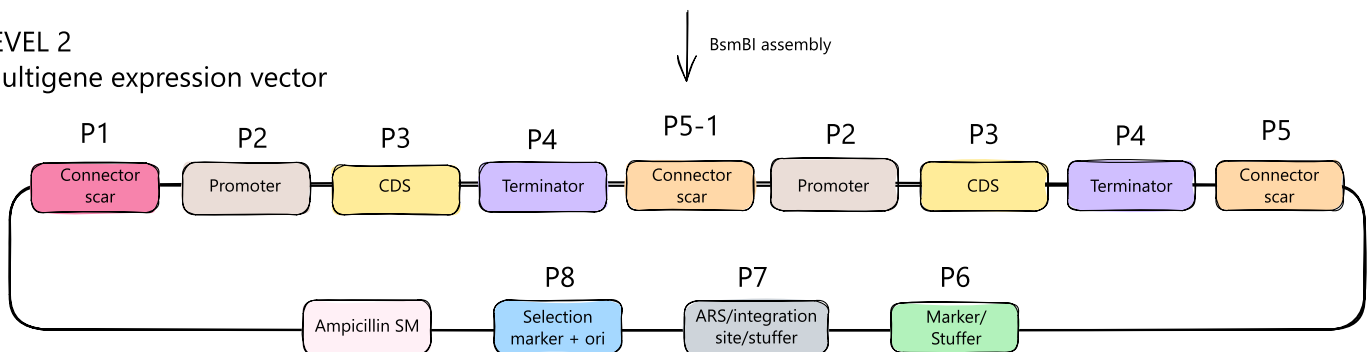 BsmBI assembly
EVEL 2
ultigene expression vector
P1
P2
P3
P4
P5-1
P2
P3
P4
P5
Connector
scar
Promoter
CDS
Terminator
Connector
scar
Promoter
CDS
Terminator
Connector
scar
P8
P7
P6
Ampicillin SM
Selection
marker + ori
ARS/integration
site/stuffer
Marker/
Stuffer